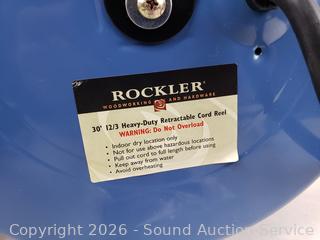 ROCKLER®
WOODWORKING AND HARDWARE
30' 12/3 Heavy-Duty Retractable Cord Reel
WARNING: Do Not Overload
• Indoor dry location only
• Not for use above hazardous locations
• Pull out cord to full length before using
• Keep away from water
• Avoid overheating
Copyright 2026 - Sound Auction Service